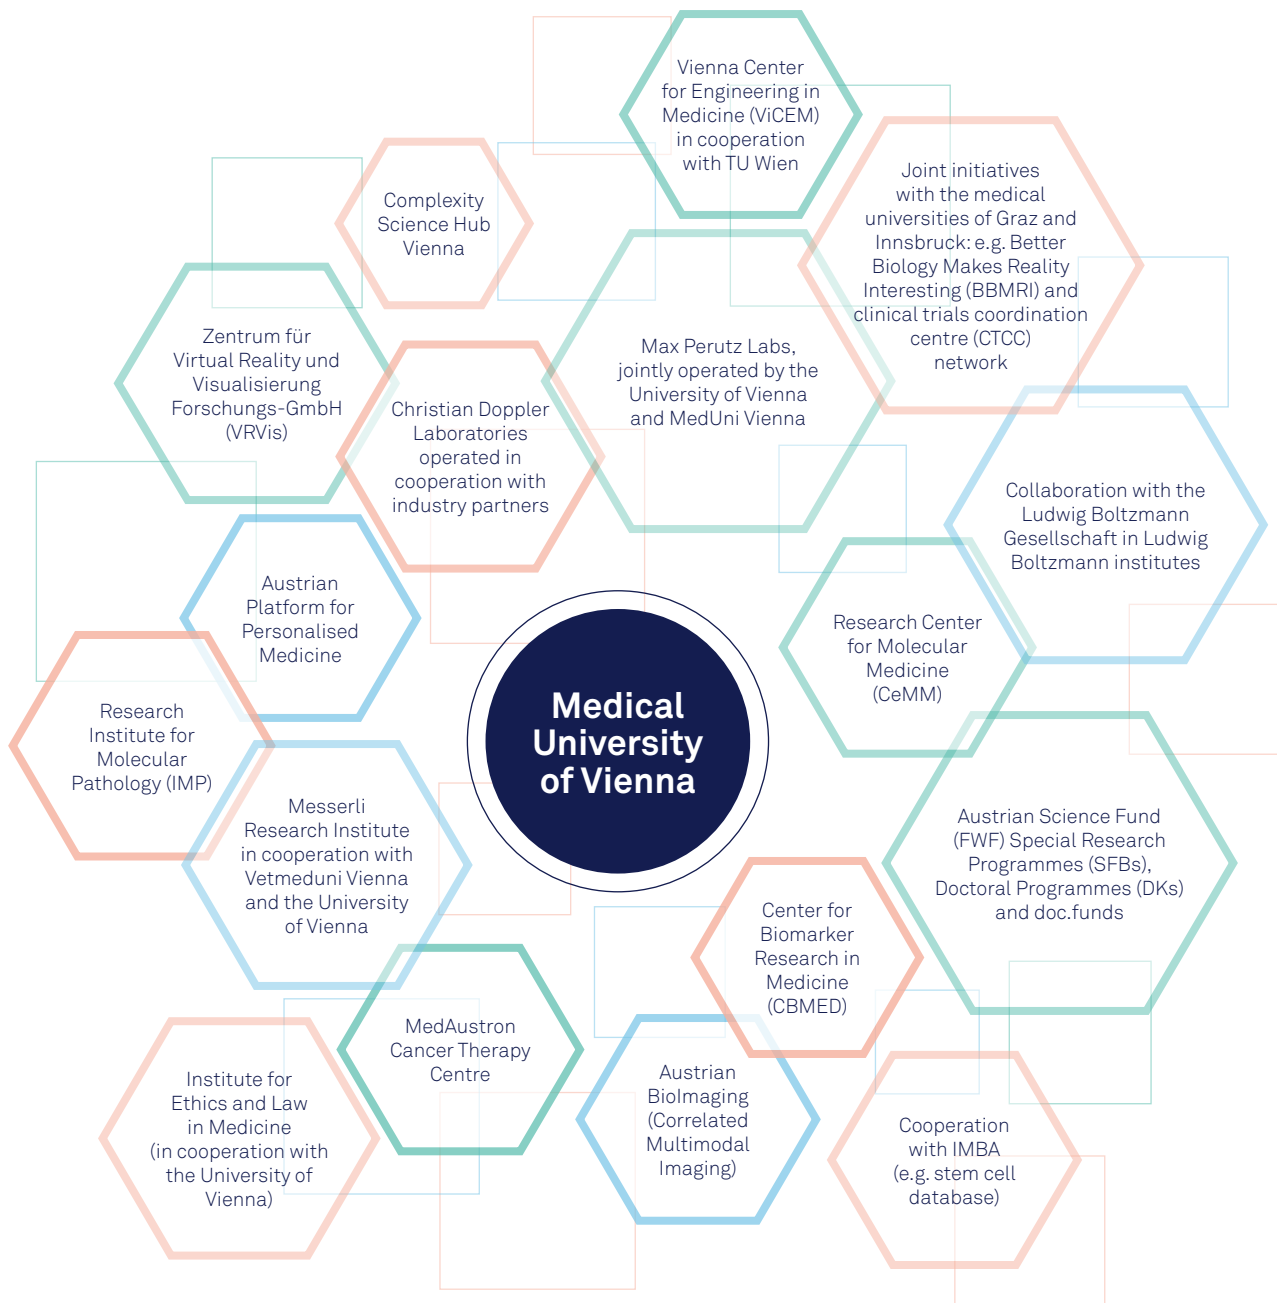 Vienna Center
for Engineering in
Medicine (ViCEM)
in cooperation
with TU Wien
Complexity
Science Hub
Vienna
Joint initiatives
with the medical
universities of Graz and
Innsbruck: e.g. Better
Biology Makes Reality
Interesting (BBMRI) and
clinical trials coordination
centre (CTCC)
network
Zentrum für
Virtual Reality und
Visualisierung
Forschungs-GmbH
(VRVis)
Max Perutz Labs,
jointly operated by the
University of Vienna
and MedUni Vienna
Christian Doppler
Laboratories
operated in
cooperation with
industry partners
Collaboration with the
Ludwig Boltzmann
Gesellschaft in Ludwig
Boltzmann institutes
Austrian
Platform for
Personalised
Medicine
Research Center
for Molecular
Medicine
(CeMM)
Medical
University
of Vienna
Research
Institute for
Molecular
Pathology (IMP)
Messerli
Research Institute
in cooperation with
Vetmeduni Vienna
and the University
of Vienna
Austrian Science Fund
(FWF) Special Research
Programmes (SFBs),
Doctoral Programmes (DKs)
and doc.funds
Center for
Biomarker
Research in
Medicine
(CBMED)
MedAustron
Cancer Therapy
Centre
Institute for
Ethics and Law
in Medicine
(in cooperation with
the University of
Vienna)
Austrian
BioImaging
(Correlated
Multimodal
Imaging)
Cooperation
with IMBA
(e.g. stem cell
database)